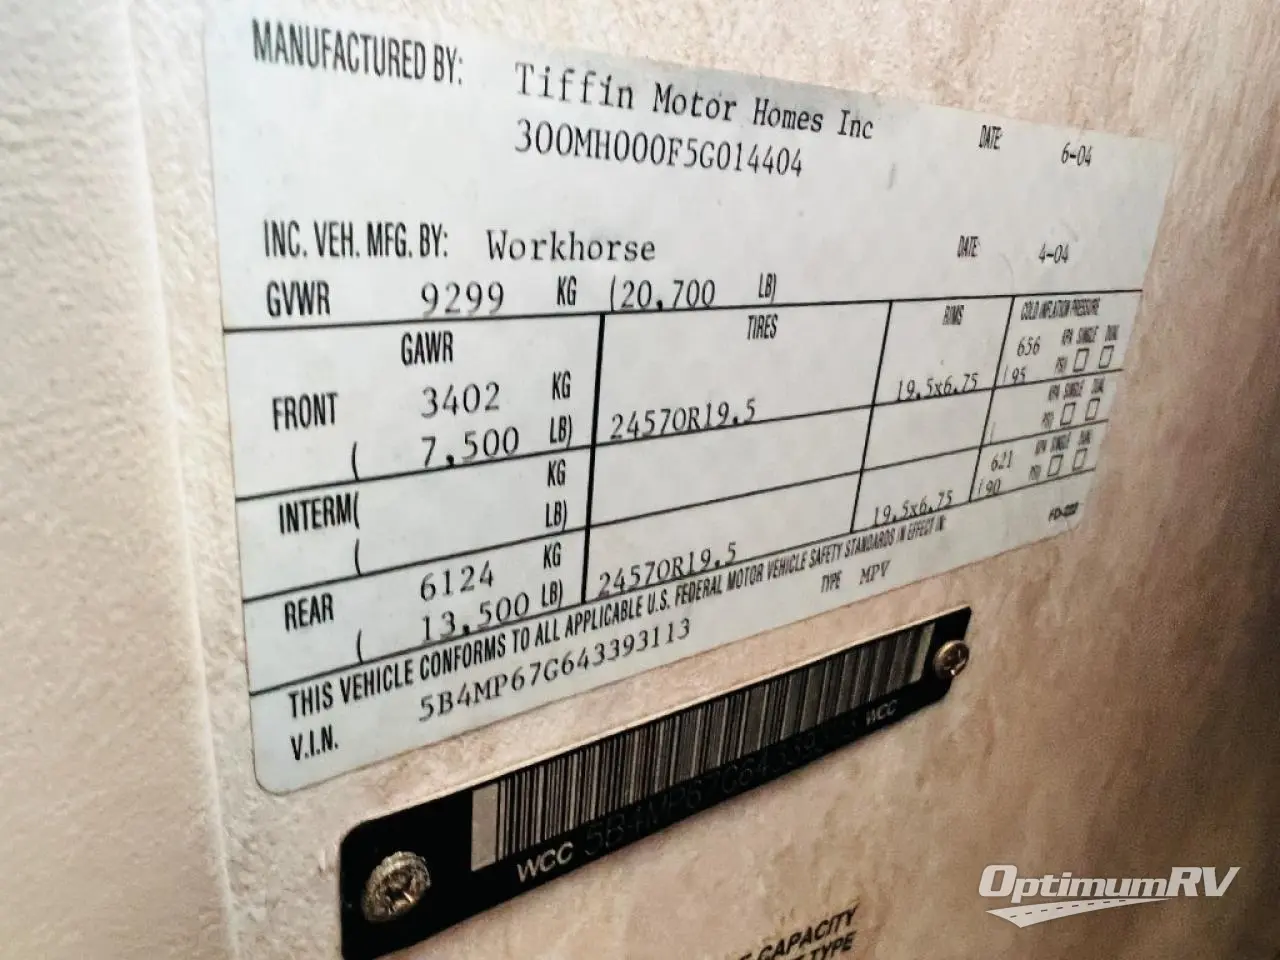 MANUFACTURED BY: Tiffin Motor Homes Inc DATE: 6-04
300MH000F5G014404
INC. VEH. MFG. BY: Workhorse DATE: 4-04
GVWR 9299 KG (20,700 LB)
GAWR TIRES RIMS COLD INFLATION PRESSURE
FRONT 3402 KG 656 KPA SINGLE DUAL
( 7,500 LB) 24570R19.5 19.5x6.75 (95 PSI)
INTERM( KG KPA SINGLE DUAL
( LB) ( PSI)
REAR 6124 KG 621 KPA SINGLE DUAL
( 13,500 LB) 24570R19.5 19.5x6.75 (90 PSI)
THIS VEHICLE CONFORMS TO ALL APPLICABLE U.S. FEDERAL MOTOR VEHICLE SAFETY STANDARDS IN EFFECT IN:
V.I.N. 5B4MP67G643393113 TYPE MPV
WCC 5B4MP67G643393113 WCC
CAPACITY
TYPE
OptimumRV